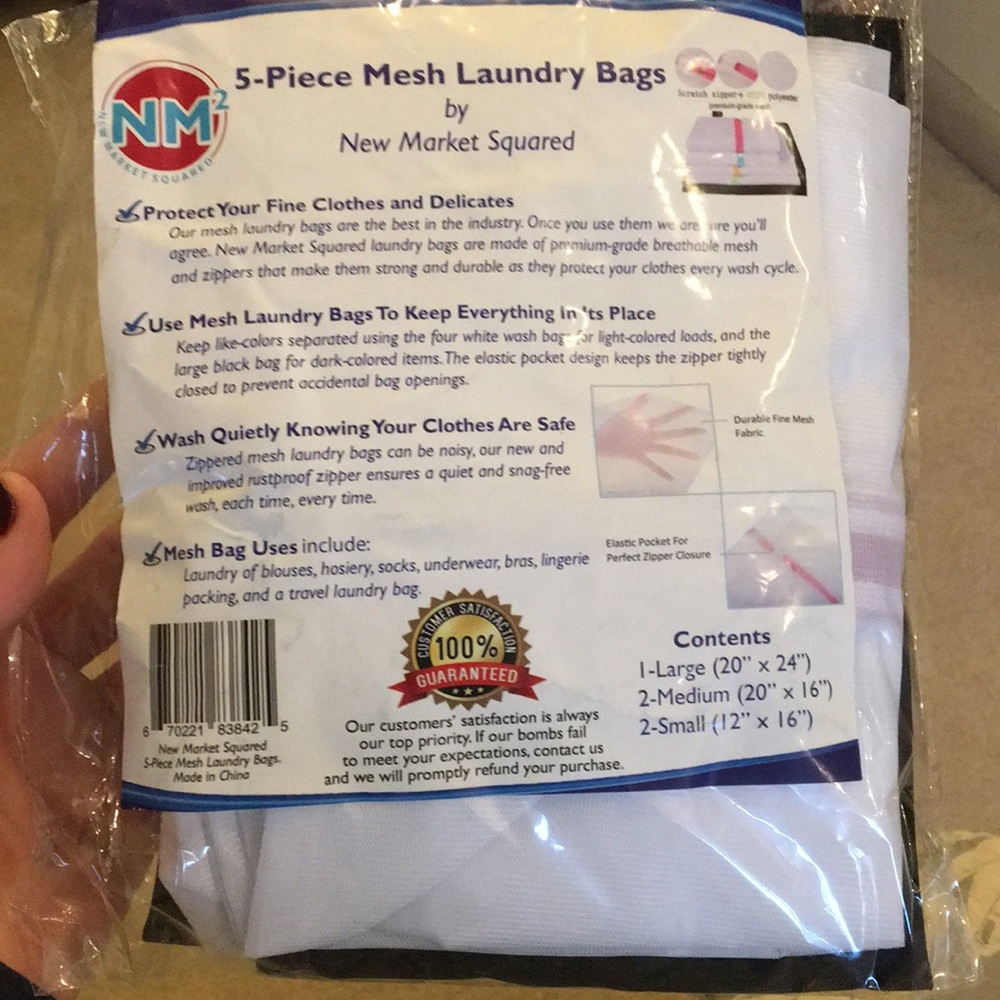 5-Piece Mesh Laundry Bags
by
New Market Squared
NM2
NEW MARKET SQUARED
Scratch zipper+ polyester
premium-grade mesh
Protect Your Fine Clothes and Delicates
Our mesh laundry bags are the best in the industry. Once you use them we are sure you'll
agree. New Market Squared laundry bags are made of premium-grade breathable mesh
and zippers that make them strong and durable as they protect your clothes every wash cycle.
Use Mesh Laundry Bags To Keep Everything In Its Place
Keep like-colors separated using the four white wash bags for light-colored loads, and the
large black bag for dark-colored items. The elastic pocket design keeps the zipper tightly
closed to prevent accidental bag openings.
Wash Quietly Knowing Your Clothes Are Safe
Zippered mesh laundry bags can be noisy, our new and
improved rustproof zipper ensures a quiet and snag-free
wash, each time, every time.
Durable Fine Mesh
Fabric
Elastic Pocket For
Perfect Zipper Closure
Mesh Bag Uses include:
Laundry of blouses, hosiery, socks, underwear, bras, lingerie
packing, and a travel laundry bag.
6 70221 83842 5
New Market Squared
5-Piece Mesh Laundry Bags.
Made in China
CUSTOMER SATISFACTION
100%
GUARANTEED
Our customers' satisfaction is always
our top priority. If our bombs fail
to meet your expectations, contact us
and we will promptly refund your purchase.
Contents
1-Large (20" x 24")
2-Medium (20" x 16")
2-Small (12" x 16")